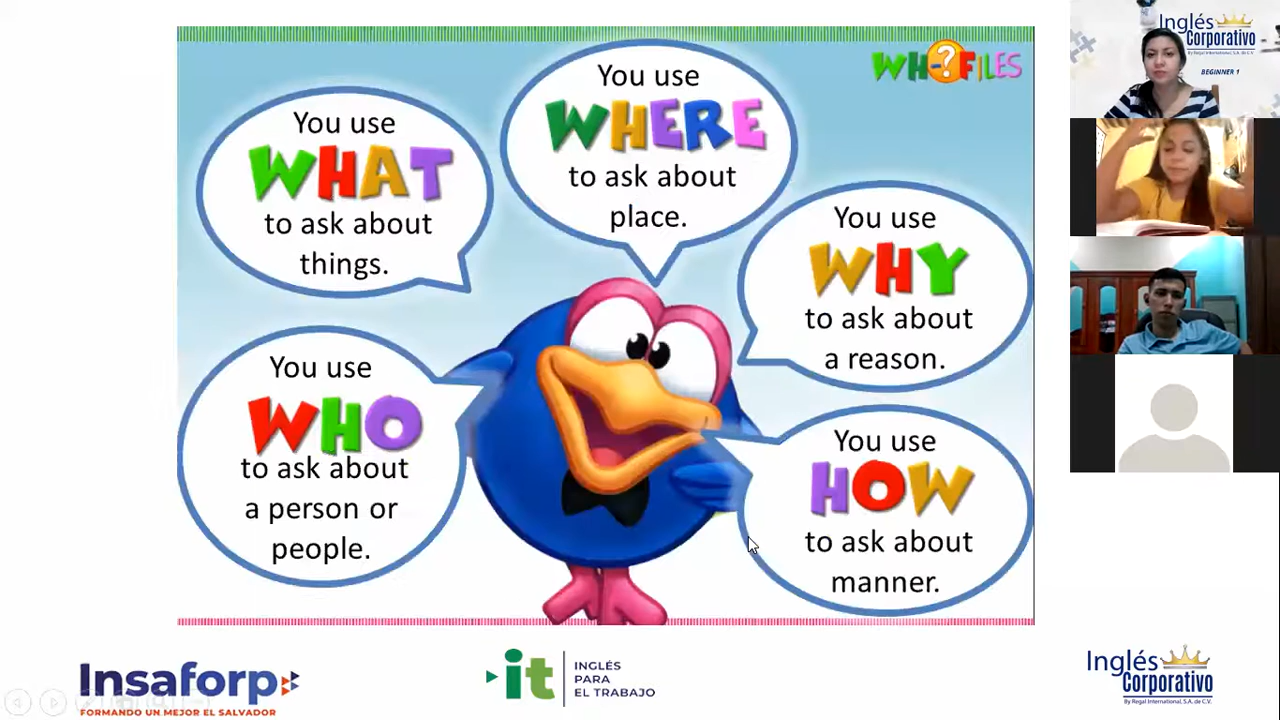 WH-?FILES
You use
WHAT
to ask about
things.
You use
WHERE
to ask about
place.
You use
WHY
to ask about
a reason.
You use
WHO
to ask about
a person or
people.
You use
HOW
to ask about
manner.
Inglés
Corporativo
By Regal International, S.A. de C.V.
BEGINNER 1
Insaforp
FORMANDO UN MEJOR EL SALVADOR
it
INGLÉS
PARA
EL TRABAJO
Inglés
Corporativo
By Regal International, S.A. de C.V.